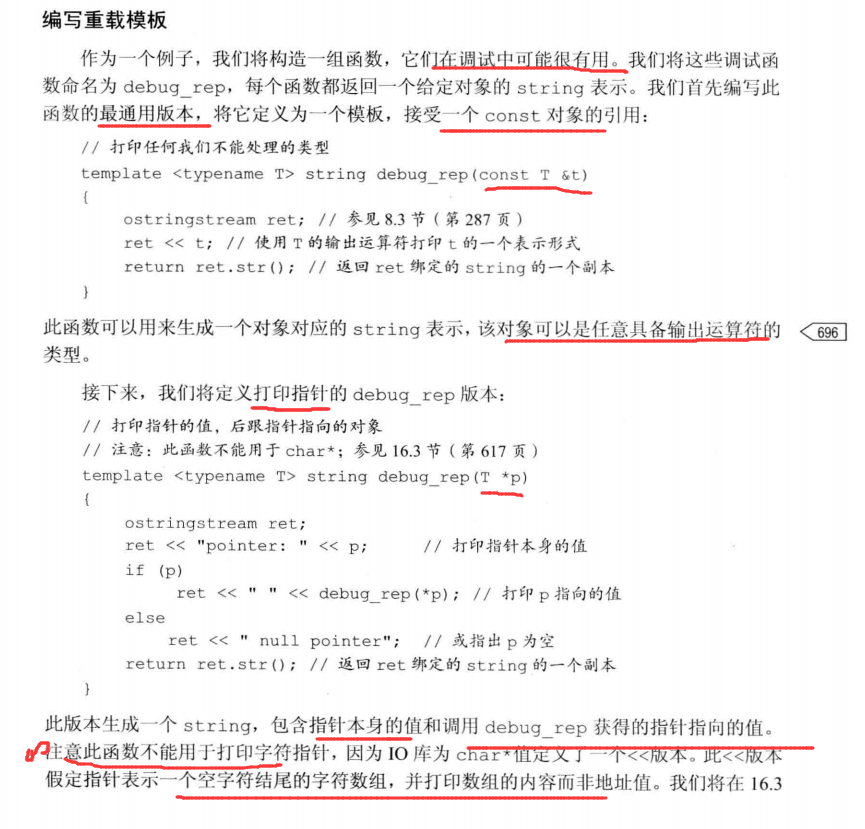 编写重载模板
作为一个例子，我们将构造一组函数，它们在调试中可能很有用。我们将这些调试函
数命名为 debug_rep，每个函数都返回一个给定对象的 string 表示。我们首先编写此
函数的最通用版本，将它定义为一个模板，接受一个 const 对象的引用：
// 打印任何我们不能处理的类型
template <typename T> string debug_rep(const T &t)
{
ostringstream ret; // 参见 8.3 节（第 287 页）
ret << t; // 使用 T 的输出运算符打印 t 的一个表示形式
return ret.str(); // 返回 ret 绑定的 string 的一个副本
}
此函数可以用来生成一个对象对应的 string 表示，该对象可以是任意具备输出运算符的
696
类型。
接下来，我们将定义打印指针的 debug_rep 版本：
// 打印指针的值，后跟指针指向的对象
// 注意：此函数不能用于 char*；参见 16.3 节（第 617 页）
template <typename T> string debug_rep(T *p)
{
ostringstream ret;
ret << "pointer: " << p; // 打印指针本身的值
if (p)
ret << " " << debug_rep(*p); // 打印 p 指向的值
else
ret << " null pointer"; // 或指出 p 为空
return ret.str(); // 返回 ret 绑定的 string 的一个副本
}
此版本生成一个 string，包含指针本身的值和调用 debug_rep 获得的指针指向的值。
注意此函数不能用于打印字符指针，因为 IO 库为 char*值定义了一个<<版本。此<<版本
假定指针表示一个空字符结尾的字符数组，并打印数组的内容而非地址值。我们将在 16.3